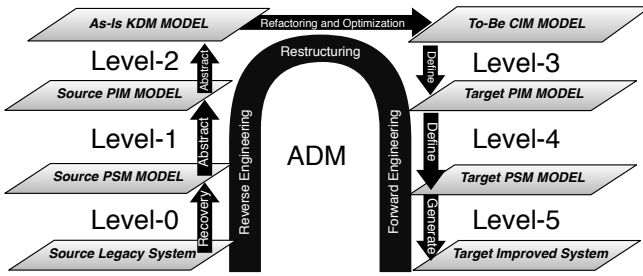 As-Is KDM MODEL
Refactoring and Optimization
To-Be CIM MODEL
Restructuring
Level-2
Abstract
Define
Level-3
Source PIM MODEL
Target PIM MODEL
Level-1
Abstract
Reverse Engineering
ADM
Forward Engineering
Define
Level-4
Source PSM MODEL
Target PSM MODEL
Level-0
Recovery
Generate
Level-5
Source Legacy System
Target Improved System